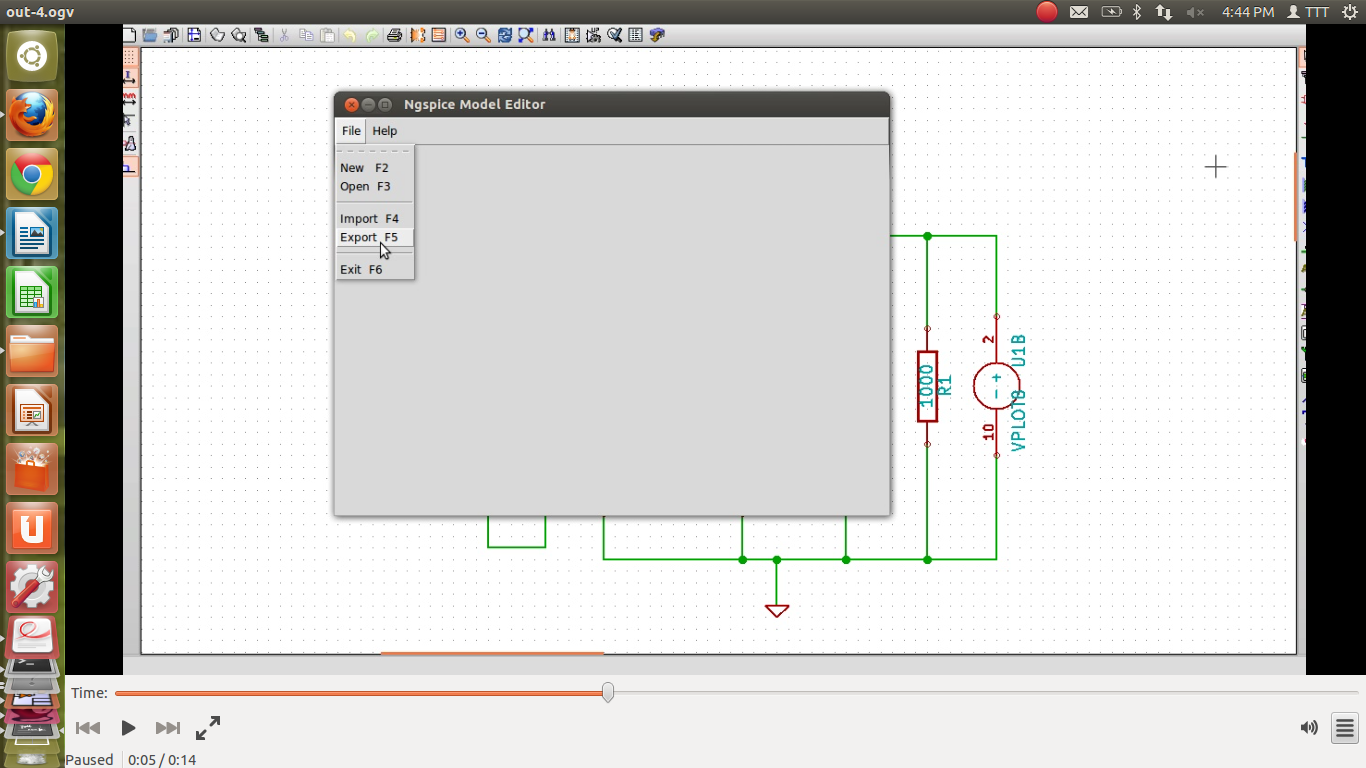 out-4.ogv
4:44 PM TTT
Ngspice Model Editor
File Help
New F2
Open F3
Import F4
Export F5
Exit F6
1000
R1
2
10
U1B
VPLOT8
Time:
Paused 0:05 / 0:14